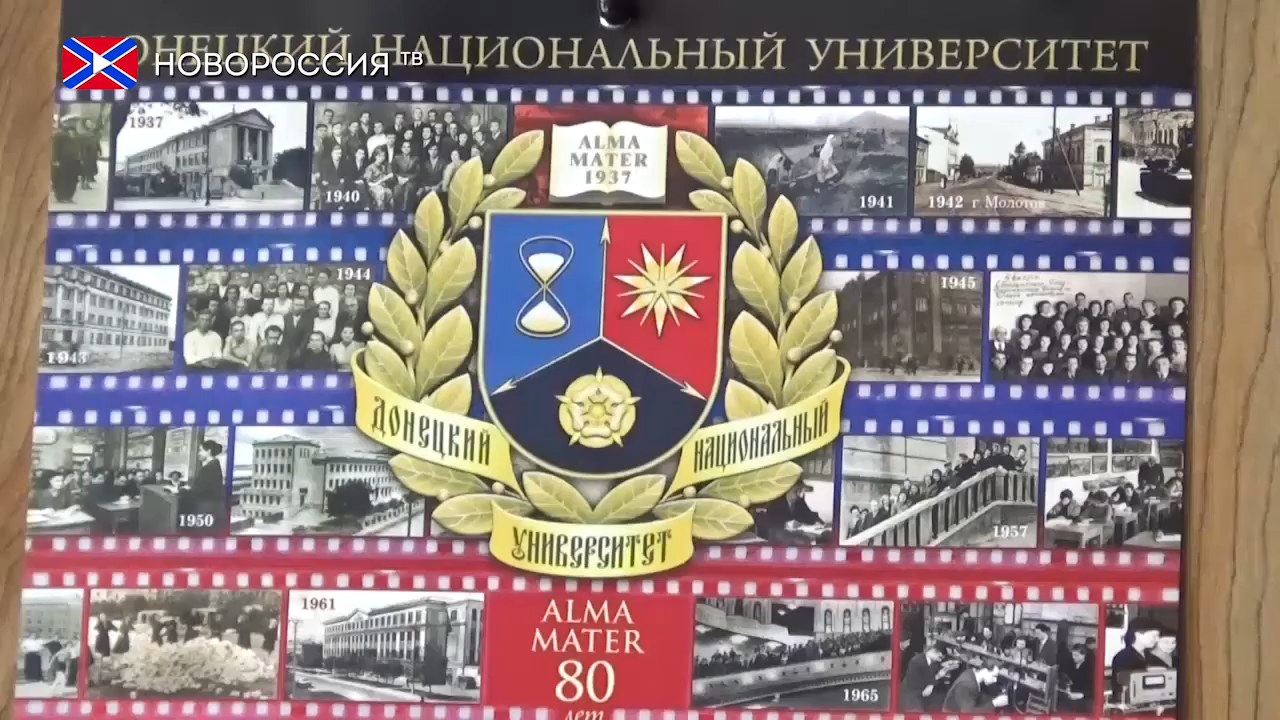 ДОНЕЦКИЙ НАЦИОНАЛЬНЫЙ УНИВЕРСИТЕТ
НОВОРОССИЯ ТВ
1937
1940
ALMA
MATER
1937
1941
1942 г Молотов
1943
1944
1945
ДОНЕЦКИЙ
НАЦИОНАЛЬНЫЙ
УНИВЕРСИТЕТ
1950
1957
1961
ALMA
MATER
80
лет
1965